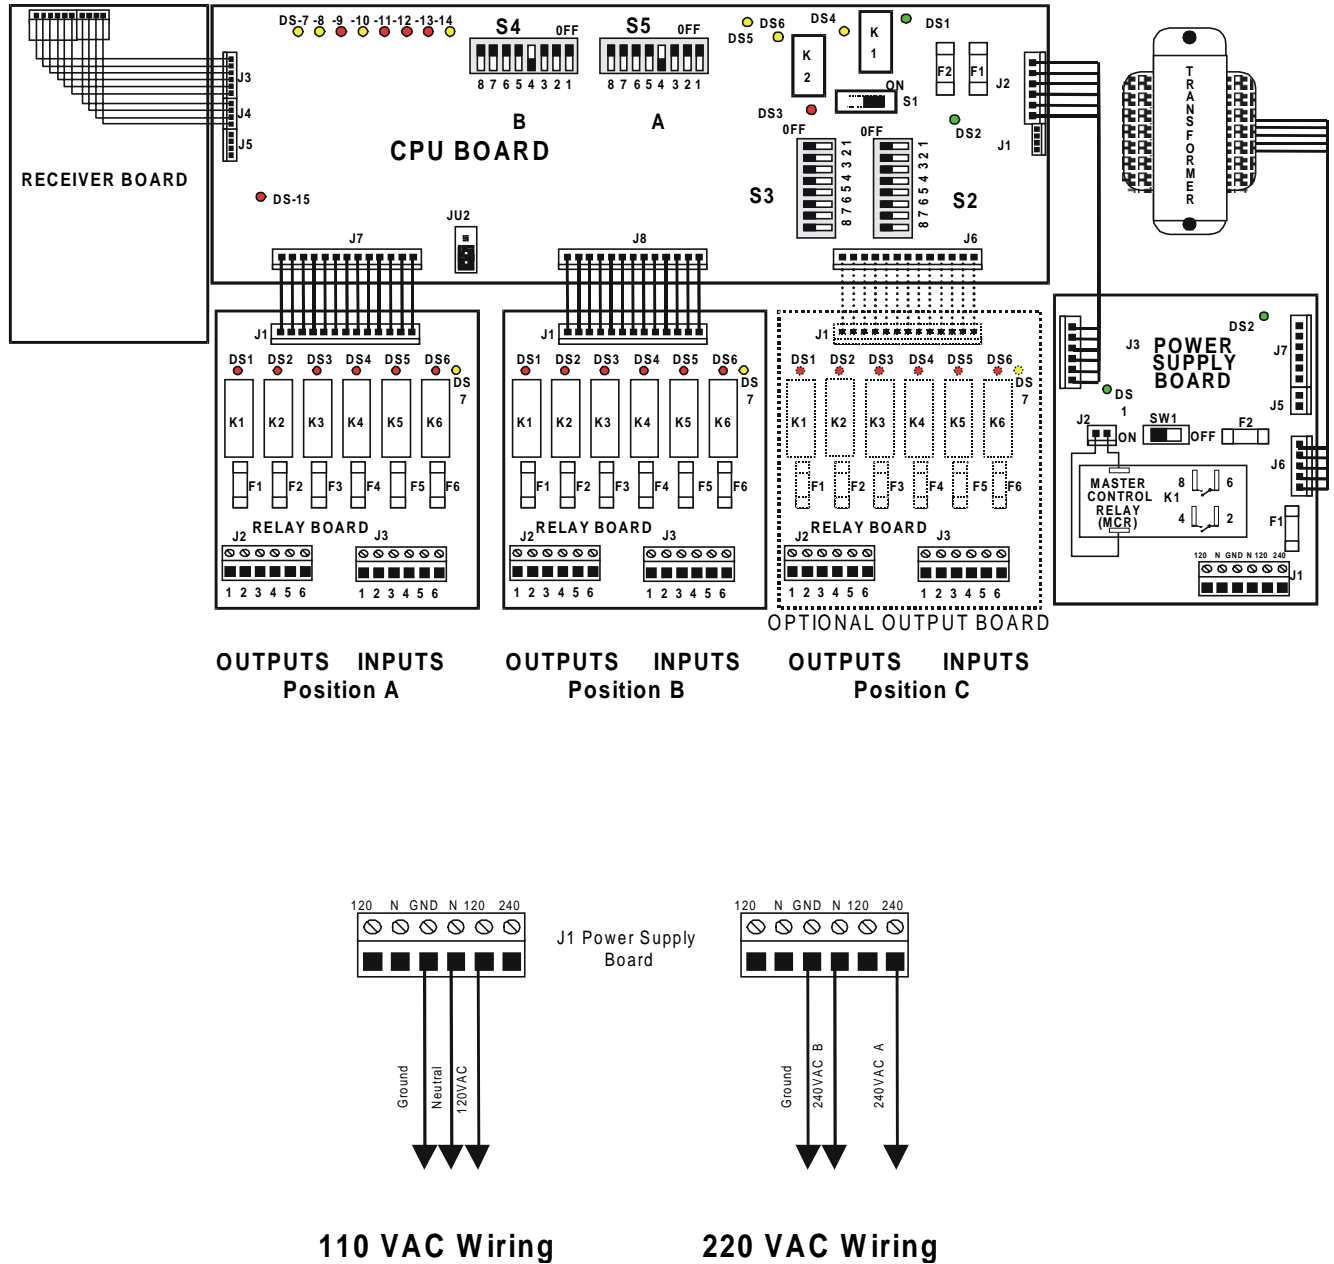 DS-7 -8 -9 -10 -11 -12 -13 -14
S4 0FF
8 7 6 5 4 3 2 1
B
S5 0FF
8 7 6 5 4 3 2 1
A
CPU BOARD
DS6
DS5
DS4
DS1
K 2
K 1
F2 F1
J2
ON
S1
DS3
DS2
J1
0FF
0FF
S3
8 7 6 5 4 3 2 1
S2
8 7 6 5 4 3 2 1
J3
J4
J5
RECEIVER BOARD
DS-15
JU2
J7
J8
J6
TRANSFORMER
J1
DS1 DS2 DS3 DS4 DS5 DS6
DS 7
K1 K2 K3 K4 K5 K6
F1 F2 F3 F4 F5 F6
RELAY BOARD
J2 J3
1 2 3 4 5 6 1 2 3 4 5 6
OUTPUTS INPUTS
Position A
J1
DS1 DS2 DS3 DS4 DS5 DS6
DS 7
K1 K2 K3 K4 K5 K6
F1 F2 F3 F4 F5 F6
RELAY BOARD
J2 J3
1 2 3 4 5 6 1 2 3 4 5 6
OUTPUTS INPUTS
Position B
J1
DS1 DS2 DS3 DS4 DS5 DS6
DS 7
K1 K2 K3 K4 K5 K6
F1 F2 F3 F4 F5 F6
RELAY BOARD
J2 J3
1 2 3 4 5 6 1 2 3 4 5 6
OPTIONAL OUTPUT BOARD
OUTPUTS INPUTS
Position C
DS2
J3 POWER
SUPPLY
BOARD
J7
DS 1
J5
J2
ON SW1 OFF
F2
J6
MASTER
CONTROL
RELAY
(MCR)
K1
8 6
4 2
F1
120 N GND N 120 240
J1
120 N GND N 120 240
J1 Power Supply
Board
120 N GND N 120 240
Ground
Neutral
120VAC
Ground
240VAC B
240VAC A
110 VAC Wiring
220 VAC Wiring